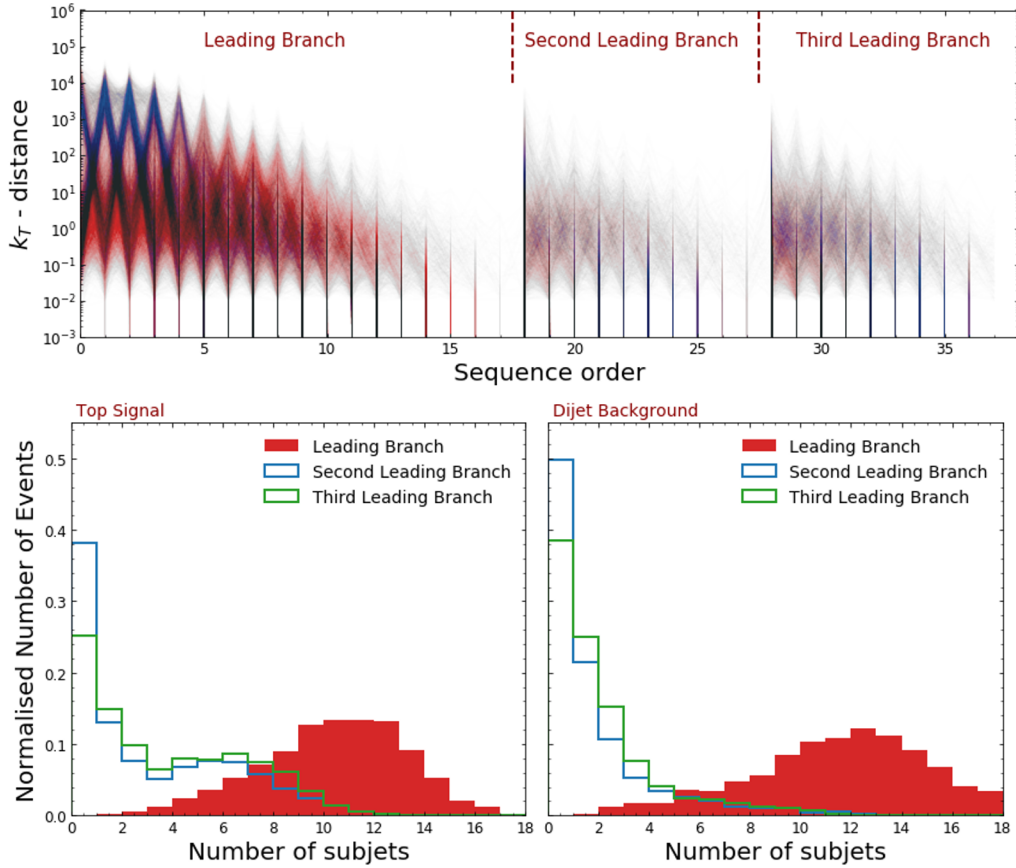 10^6
10^5
10^4
10^3
10^2
10^1
10^0
10^-1
10^-2
10^-3
k_T - distance
Leading Branch
Second Leading Branch
Third Leading Branch
0 5 10 15 20 25 30 35
Sequence order
Top Signal
Normalised Number of Events
0.5
0.4
0.3
0.2
0.1
0.0
Leading Branch
Second Leading Branch
Third Leading Branch
0 2 4 6 8 10 12 14 16 18
Number of subjets
Dijet Background
Leading Branch
Second Leading Branch
Third Leading Branch
2 4 6 8 10 12 14 16 18
Number of subjets